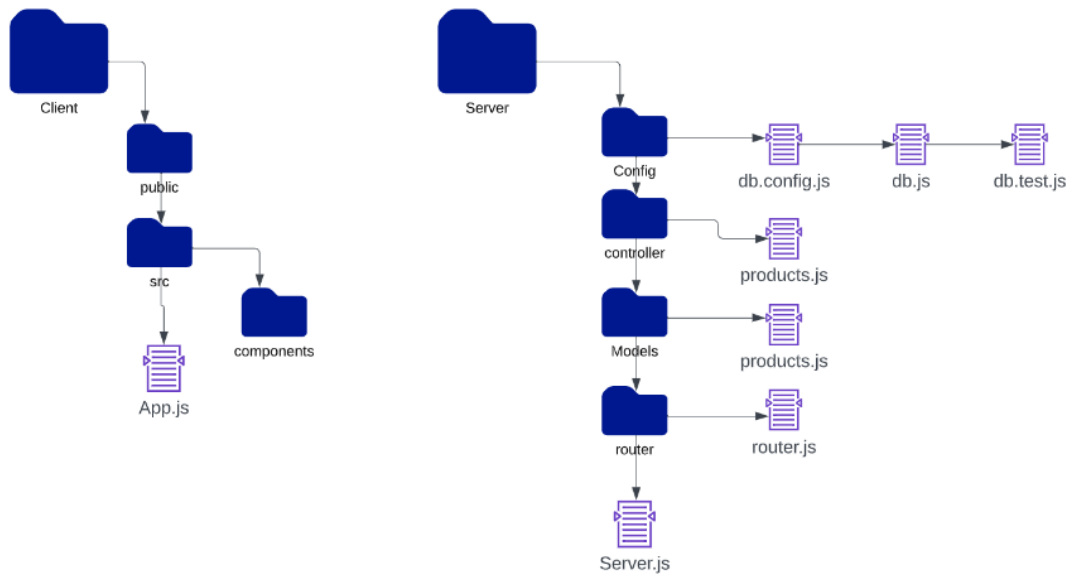 Client
public
src
components
App.js
Server
Config
db.config.js
db.js
db.test.js
controller
products.js
Models
products.js
router
router.js
Server.js